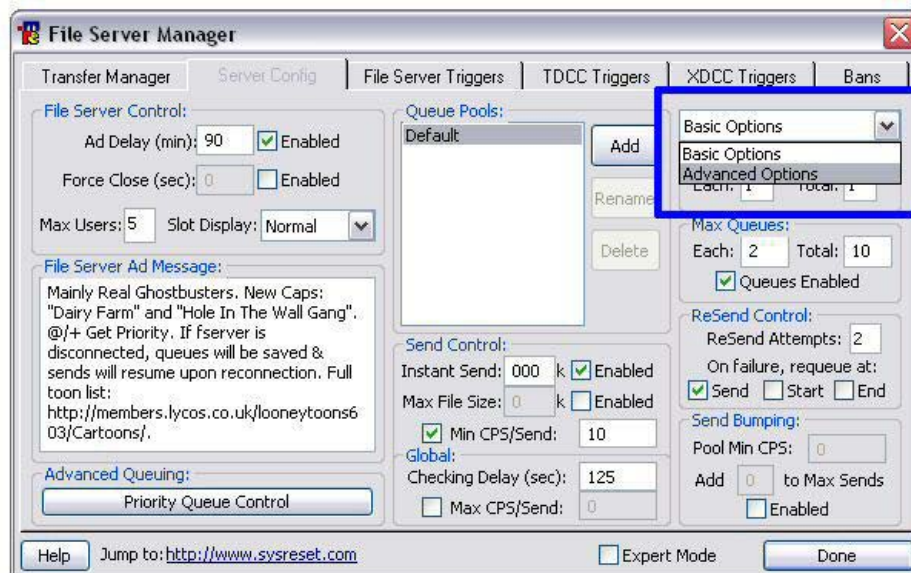 File Server Manager
Transfer Manager
Server Config
File Server Triggers
TDCC Triggers
XDCC Triggers
Bans
File Server Control:
Ad Delay (min): 90 Enabled
Force Close (sec): 0 Enabled
Max Users: 5 Slot Display: Normal
File Server Ad Message:
Mainly Real Ghostbusters. New Caps:
"Dairy Farm" and "Hole In The Wall Gang".
@/+ Get Priority. If fserver is
disconnected, queues will be saved &
sends will resume upon reconnection. Full
toon list:
http://members.lycos.co.uk/looneytoons6
03/Cartoons/.
Advanced Queuing:
Priority Queue Control
Queue Pools:
Default
Add
Rename
Delete
Send Control:
Instant Send: 000 k Enabled
Max File Size: 0 k Enabled
Min CPS/Send: 10
Global:
Checking Delay (sec): 125
Max CPS/Send: 0
Basic Options
Basic Options
Advanced Options
Each: 1 Total: 1
Max Queues:
Each: 2 Total: 10
Queues Enabled
ReSend Control:
ReSend Attempts: 2
On failure, requeue at:
Send Start End
Send Bumping:
Pool Min CPS: 0
Add 0 to Max Sends
Enabled
Help
Jump to: http://www.sysreset.com
Expert Mode
Done